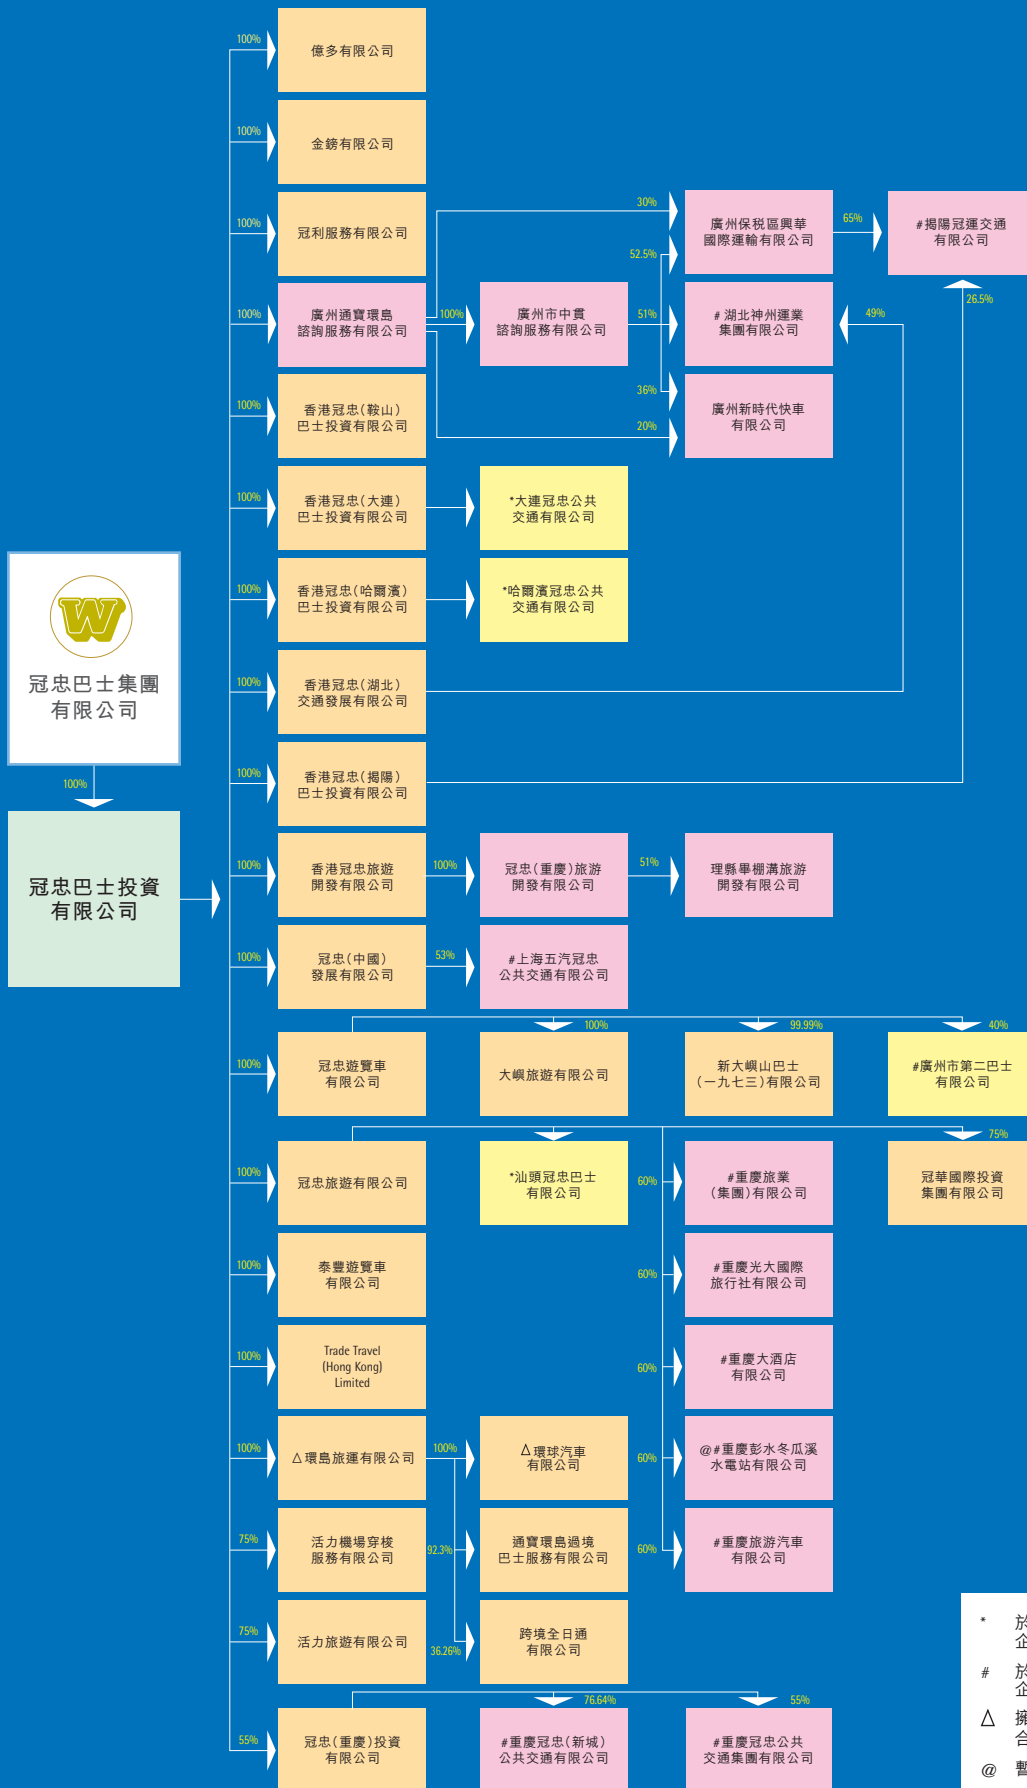 冠忠巴士集團
有限公司
100%
冠忠巴士投資
有限公司
100%
億多有限公司
100%
金鎊有限公司
100%
冠利服務有限公司
100%
廣州通寶環島
諮詢服務有限公司
100%
廣州市中貫
諮詢服務有限公司
30%
52.5%
廣州保税區興華
國際運輸有限公司
65%
#揭陽冠運交通
有限公司
26.5%
51%
#湖北神州運業
集團有限公司
49%
36%
20%
廣州新時代快車
有限公司
100%
香港冠忠(鞍山)
巴士投資有限公司
100%
香港冠忠(大連)
巴士投資有限公司
*大連冠忠公共
交通有限公司
100%
香港冠忠(哈爾濱)
巴士投資有限公司
*哈爾濱冠忠公共
交通有限公司
100%
香港冠忠(湖北)
交通發展有限公司
100%
香港冠忠(揭陽)
巴士投資有限公司
100%
香港冠忠旅遊
開發有限公司
100%
冠忠(重慶)旅游
開發有限公司
51%
理縣畢棚溝旅游
開發有限公司
100%
冠忠(中國)
發展有限公司
53%
#上海五汽冠忠
公共交通有限公司
100%
冠忠遊覽車
有限公司
100%
大嶼旅遊有限公司
99.99%
新大嶼山巴士
(一九七三)有限公司
40%
#廣州市第二巴士
有限公司
100%
冠忠旅遊有限公司
*汕頭冠忠巴士
有限公司
60%
#重慶旅業
(集團)有限公司
75%
冠華國際投資
集團有限公司
100%
泰豐遊覽車
有限公司
60%
#重慶光大國際
旅行社有限公司
100%
Trade Travel
(Hong Kong)
Limited
60%
#重慶大酒店
有限公司
100%
△環島旅運有限公司
100%
△環球汽車
有限公司
60%
@#重慶彭水冬瓜溪
水電站有限公司
75%
活力機場穿梭
服務有限公司
92.3%
通寶環島過境
巴士服務有限公司
60%
#重慶旅游汽車
有限公司
75%
活力旅遊有限公司
36.26%
跨境全日通
有限公司
55%
冠忠(重慶)投資
有限公司
76.64%
#重慶冠忠(新城)
公共交通有限公司
55%
#重慶冠忠公共
交通集團有限公司
* 於
企
# 於
企
△ 擁
合
@ 暫